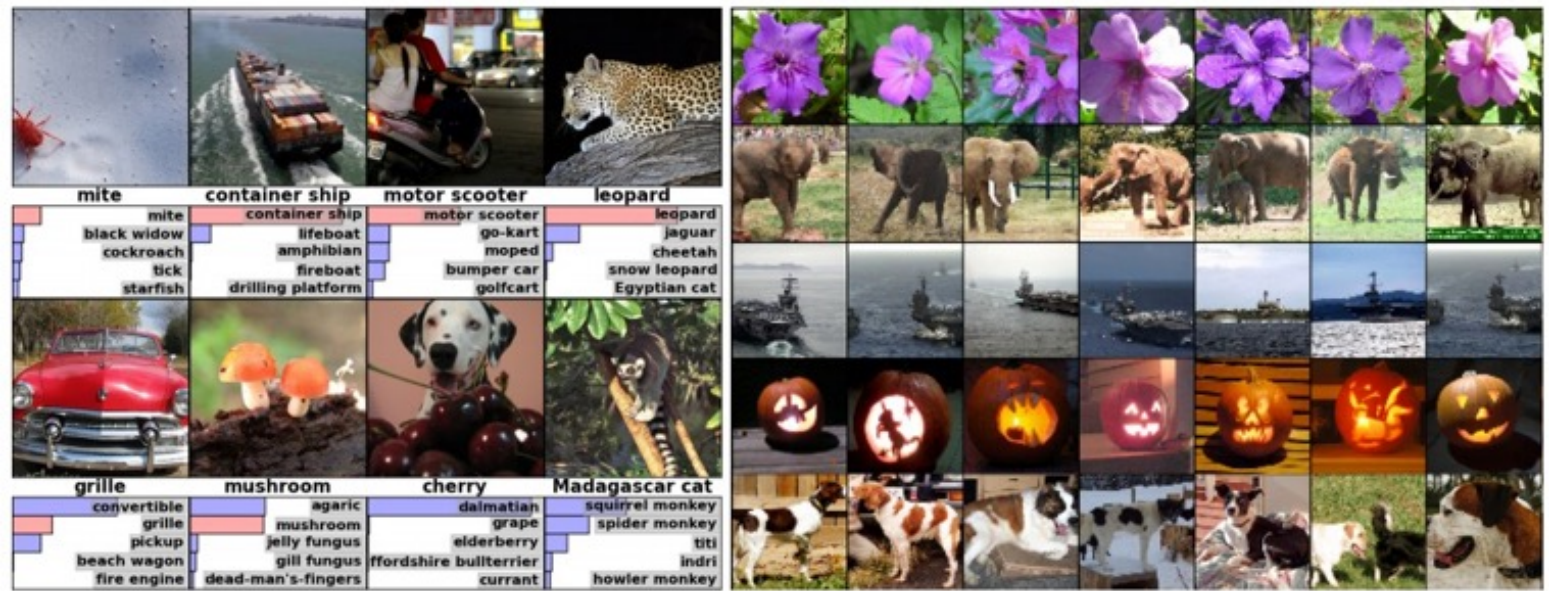 mite
container ship
motor scooter
leopard
mite
black widow
cockroach
tick
starfish
container ship
lifeboat
amphibian
fireboat
drilling platform
motor scooter
go-kart
moped
bumper car
golfcart
leopard
jaguar
cheetah
snow leopard
Egyptian cat
grille
mushroom
cherry
Madagascar cat
convertible
grille
pickup
beach wagon
fire engine
agaric
mushroom
jelly fungus
gill fungus
dead-man's-fingers
dalmatian
grape
elderberry
ffordshire bullterrier
currant
squirrel monkey
spider monkey
titi
indri
howler monkey